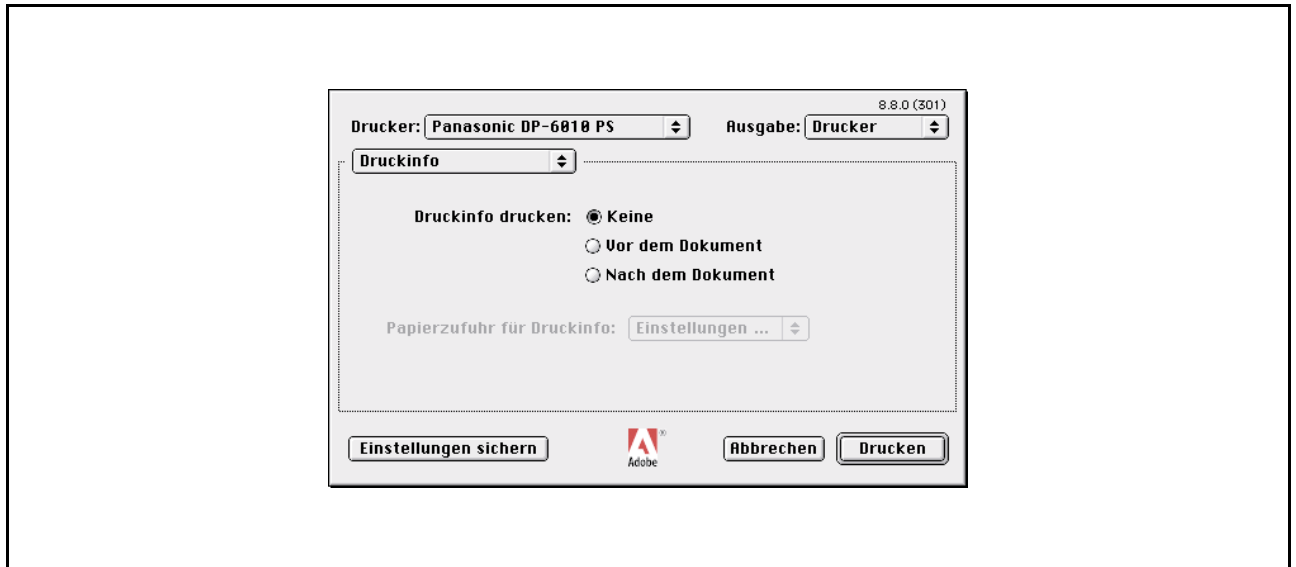 8.8.0 (301)
Drucker: Panasonic DP-6010 PS Ausgabe: Drucker
Druckinfo
Druckinfo drucken: Keine
Vor dem Dokument
Nach dem Dokument
Papierzufuhr für Druckinfo: Einstellungen ...
Einstellungen sichern Adobe ® Abbrechen Drucken